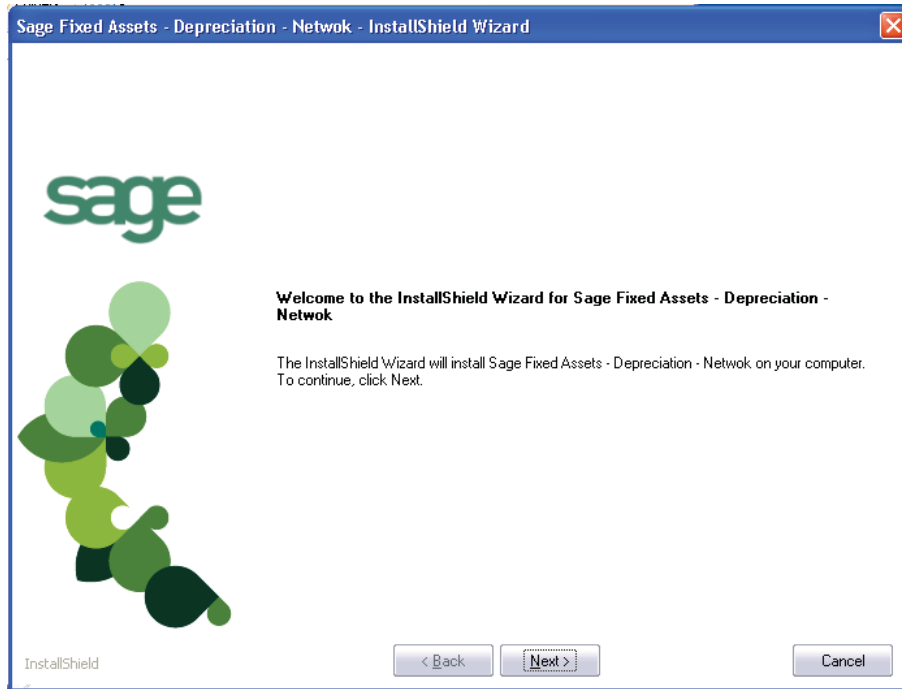 Sage Fixed Assets - Depreciation - Netwok - InstallShield Wizard
sage
Welcome to the InstallShield Wizard for Sage Fixed Assets - Depreciation -
Netwok
The InstallShield Wizard will install Sage Fixed Assets - Depreciation - Netwok on your computer.
To continue, click Next.
InstallShield
< Back
Next >
Cancel